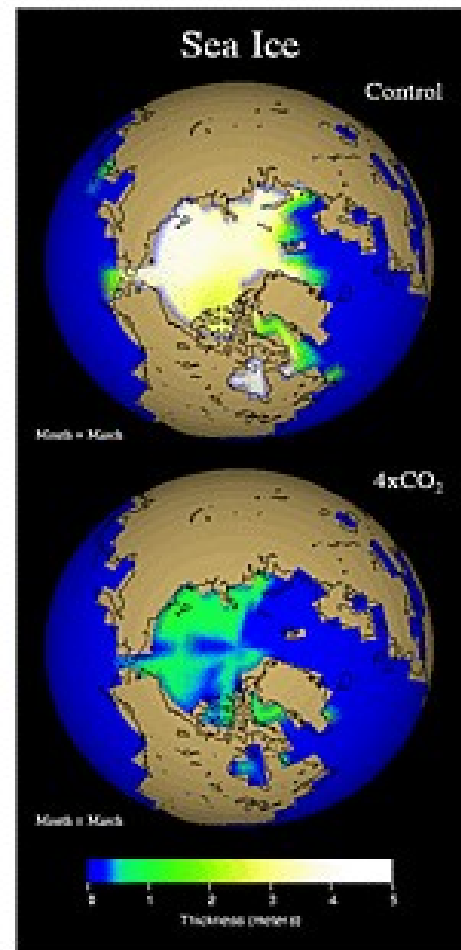 Sea Ice
Control
Month = March
4xCO₂
Month = March
0 1 2 3 4 5
Thickness (meters)